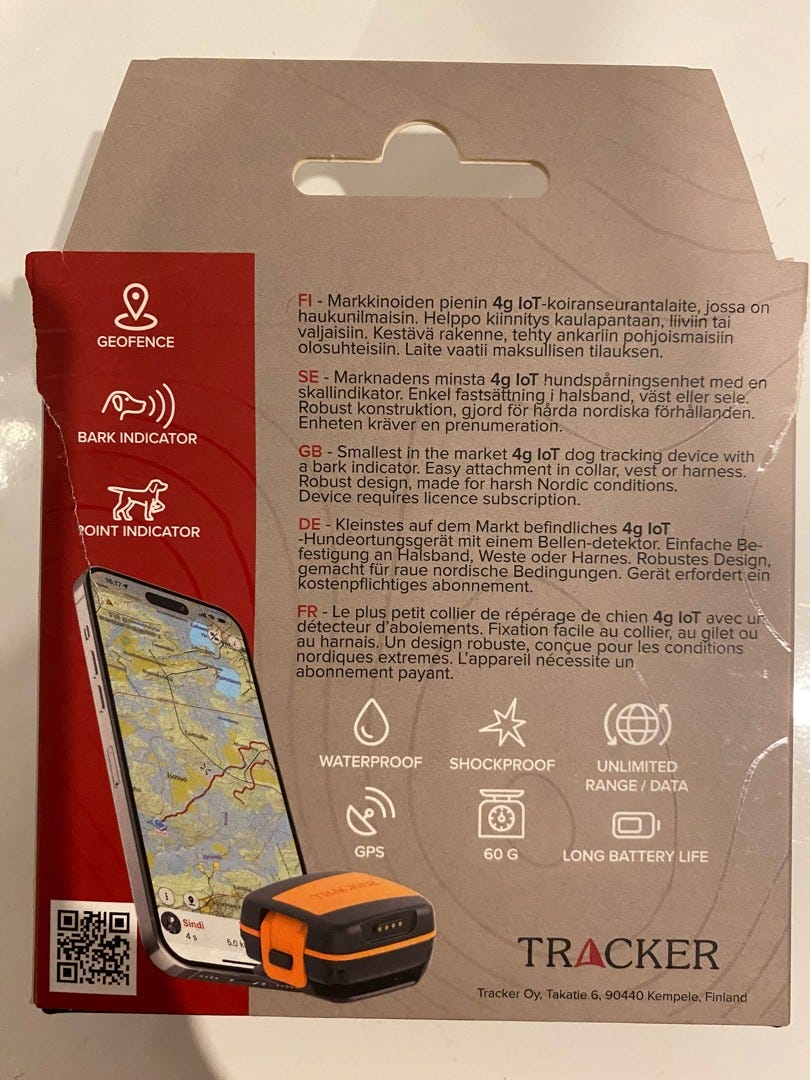 GEOFENCE
BARK INDICATOR
POINT INDICATOR
FI - Markkinoiden pienin 4g IoT-koiranseurantalaite, jossa on
haukunilmaisin. Helppo kiinnitys kaulapantaan, liiviin tai
valjaisiin. Kestävä rakenne, tehty ankariin pohjoismaisiin
olosuhteisiin. Laite vaatii maksullisen tilauksen.
SE - Marknadens minsta 4g IoT hundspårningsenhet med en
skallindikator. Enkel fastsättning i halsband, väst eller sele.
Robust konstruktion, gjord för hårda nordiska förhållanden.
Enheten kräver en prenumeration.
GB - Smallest in the market 4g IoT dog tracking device with
a bark indicator. Easy attachment in collar, vest or harness.
Robust design, made for harsh Nordic conditions.
Device requires licence subscription.
DE - Kleinstes auf dem Markt befindliches 4g IoT
-Hundeortungsgerät mit einem Bellen-detektor. Einfache Be-
festigung an Halsband, Weste oder Harnes. Robustes Design,
gemacht für raue nordische Bedingungen. Gerät erfordert ein
kostenpflichtiges abonnement.
FR - Le plus petit collier de répérage de chien 4g IoT avec un
détecteur d'aboiements. Fixation facile au collier, au gilet ou
au harnais. Un design robuste, conçue pour les conditions
nordiques extremes. L'appareil nécessite un
abonnement payant.
WATERPROOF
SHOCKPROOF
UNLIMITED
RANGE / DATA
GPS
60 G
LONG BATTERY LIFE
16.17
Sindi
4 s
5.0
TRACKER
TRACKER
Tracker Oy, Takatie 6, 90440 Kempele, Finland